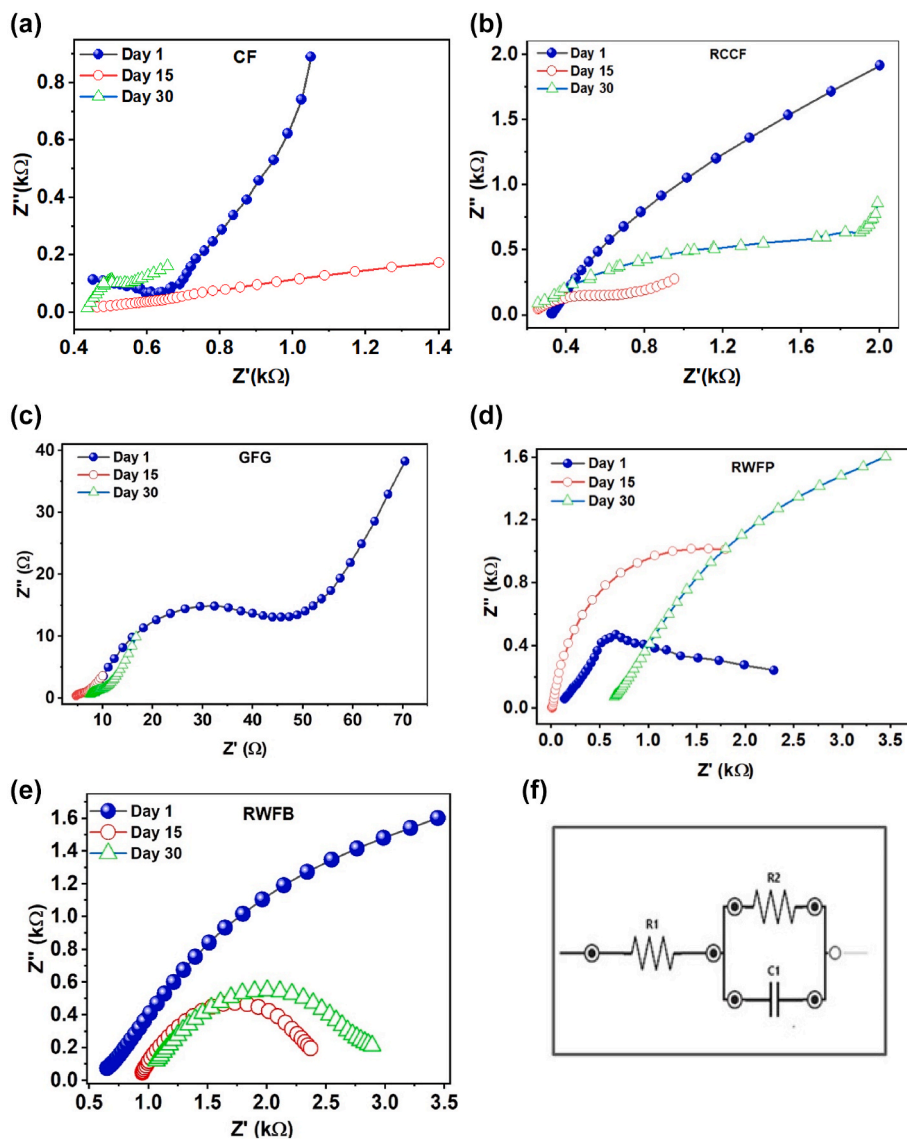 (a)
CF
Day 1
Day 15
Day 30
0.8
0.6
0.4
0.2
0.0
Z''(kΩ)
0.4 0.6 0.8 1.0 1.2 1.4
Z'(kΩ)
(b)
RCCF
Day 1
Day 15
Day 30
2.0
1.5
1.0
0.5
0.0
Z'' (kΩ)
0.4 0.8 1.2 1.6 2.0
Z'(kΩ)
(c)
GFG
Day 1
Day 15
Day 30
40
30
20
10
0
Z'' (Ω)
10 20 30 40 50 60 70
Z' (Ω)
(d)
RWFP
Day 1
Day 15
Day 30
1.6
1.2
0.8
0.4
0.0
Z'' (kΩ)
0.0 0.5 1.0 1.5 2.0 2.5 3.0 3.5
Z' (kΩ)
(e)
RWFB
Day 1
Day 15
Day 30
1.6
1.4
1.2
1.0
0.8
0.6
0.4
0.2
0.0
Z'' (kΩ)
0.5 1.0 1.5 2.0 2.5 3.0 3.5
Z' (kΩ)
(f)
R1
R2
C1